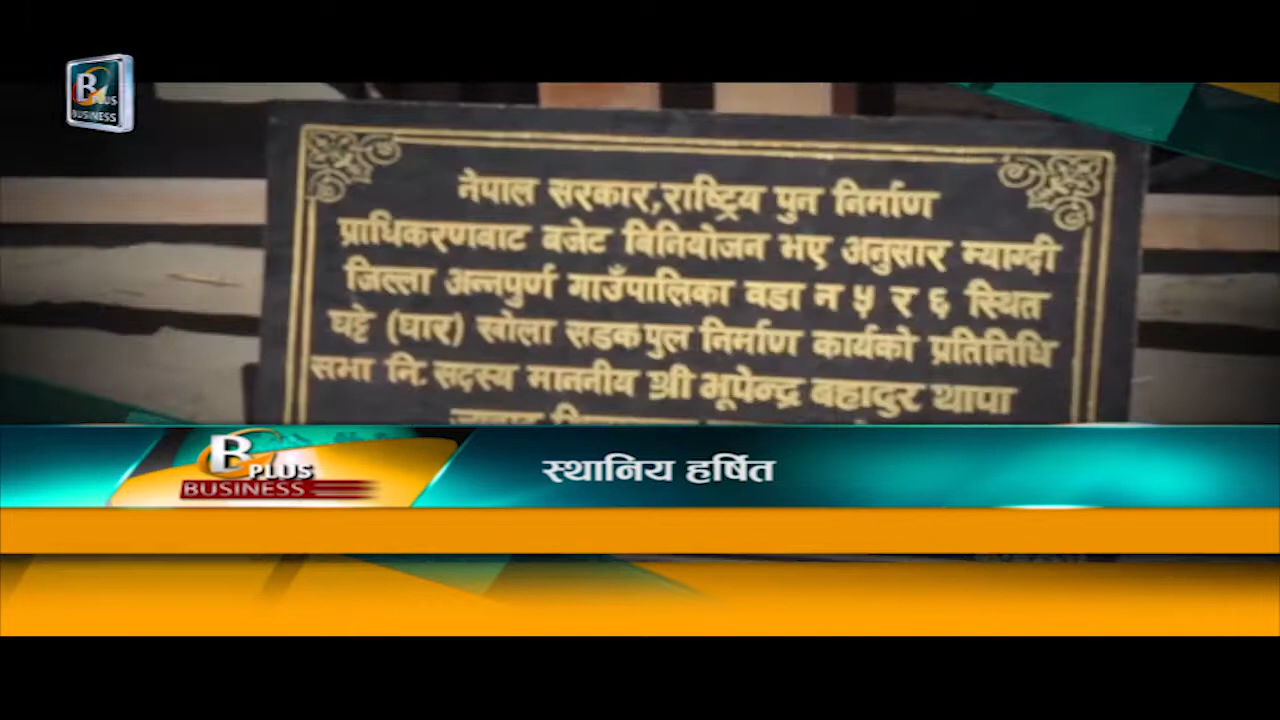 B PLUS BUSINESS
नेपाल सरकार,राष्ट्रिय पुन निर्माण
प्राधिकरणवाट बजेट बिनियोजन भए अनुसार म्याग्दी
जिल्ला अन्नपुर्ण गाउँपालिका वडा न ५ र ६ स्थित
घट्टे (घार) खोला सडक पुल निर्माण कार्यको प्रतिनिधि
सभा नि. सदस्य माननीय श्री भूपेन्द्र बहादुर थापा
B PLUS
BUSINESS
स्थानिय हर्षित